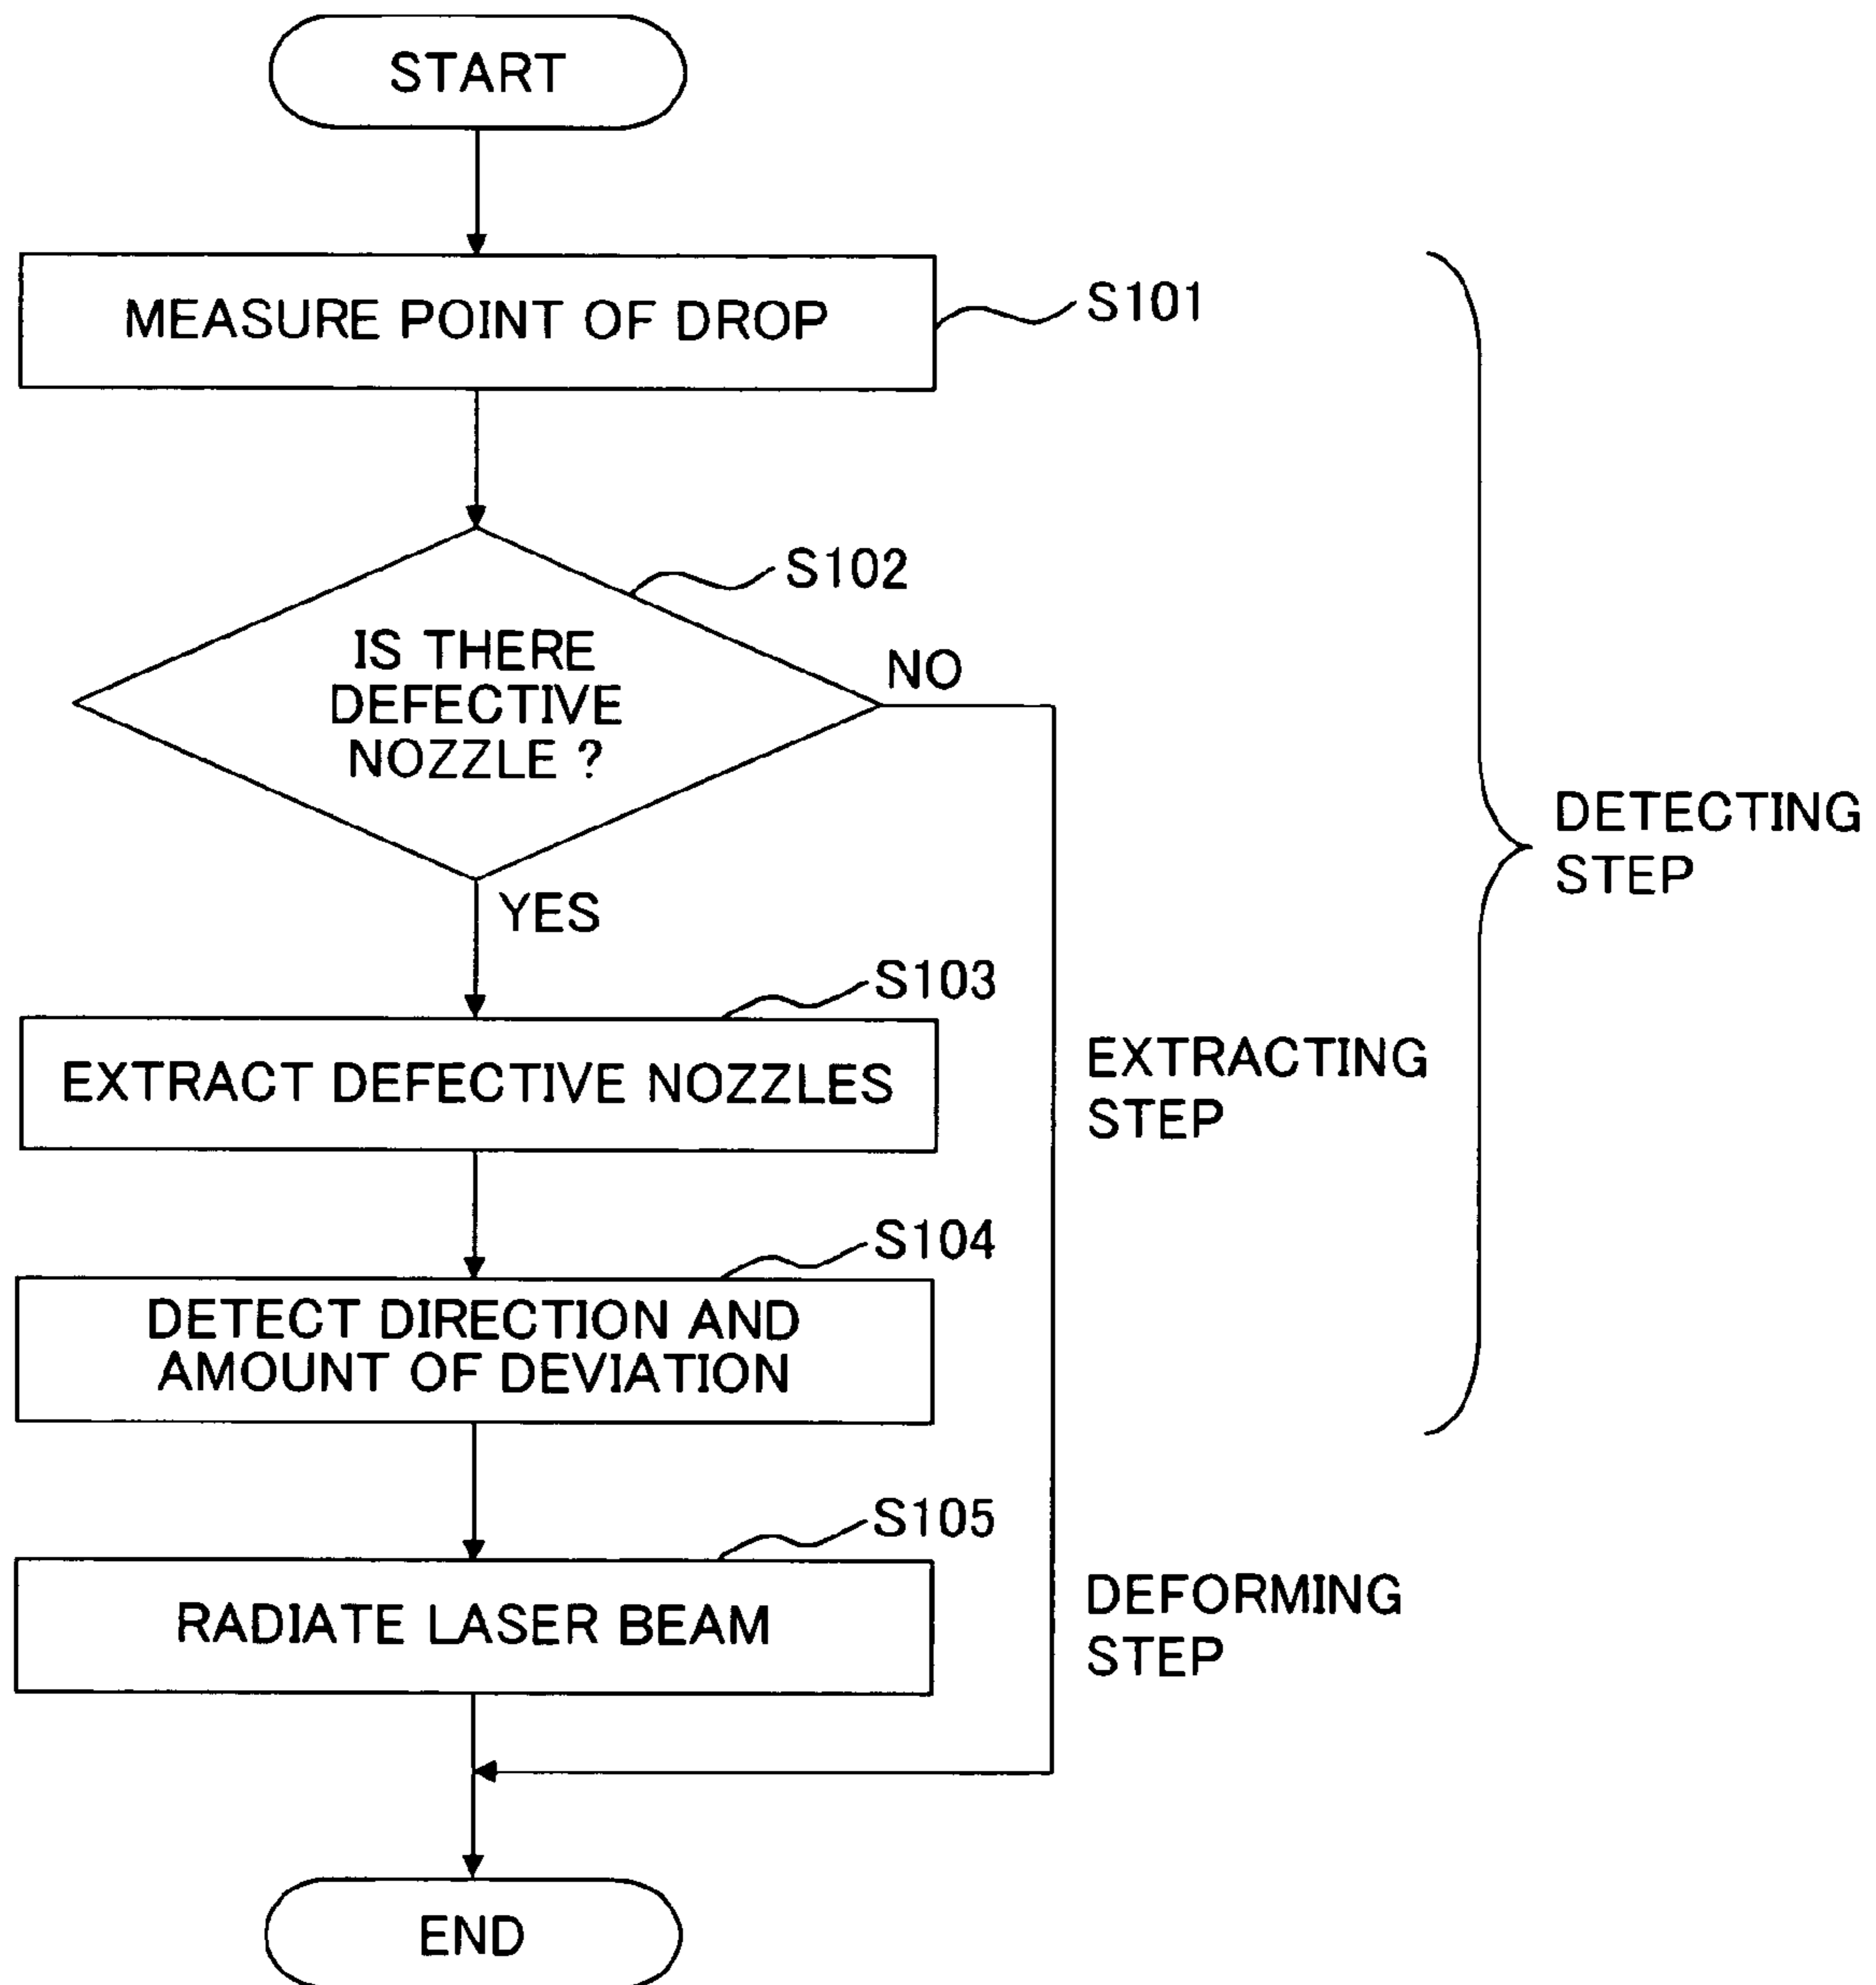 START
MEASURE POINT OF DROP
S101
S102
IS THERE
DEFECTIVE
NOZZLE ?
NO
YES
DETECTING
STEP
S103
EXTRACT DEFECTIVE NOZZLES
EXTRACTING
STEP
S104
DETECT DIRECTION AND
AMOUNT OF DEVIATION
S105
RADIATE LASER BEAM
DEFORMING
STEP
END